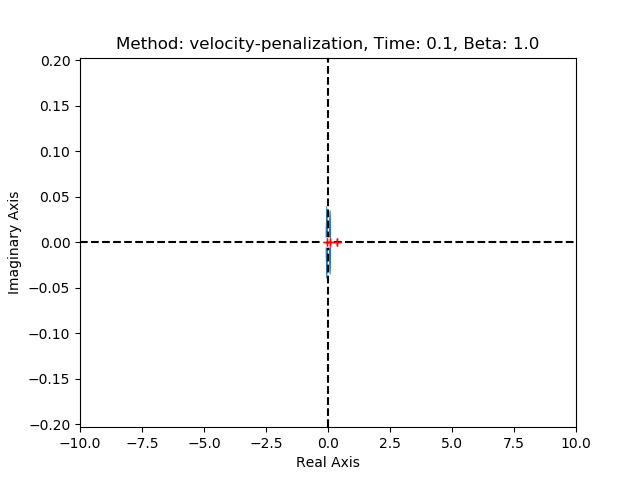 Method: velocity-penalization, Time: 0.1, Beta: 1.0
0.20
0.15
0.10
0.05
0.00
−0.05
−0.10
−0.15
−0.20
Imaginary Axis
−10.0 −7.5 −5.0 −2.5 0.0 2.5 5.0 7.5 10.0
Real Axis